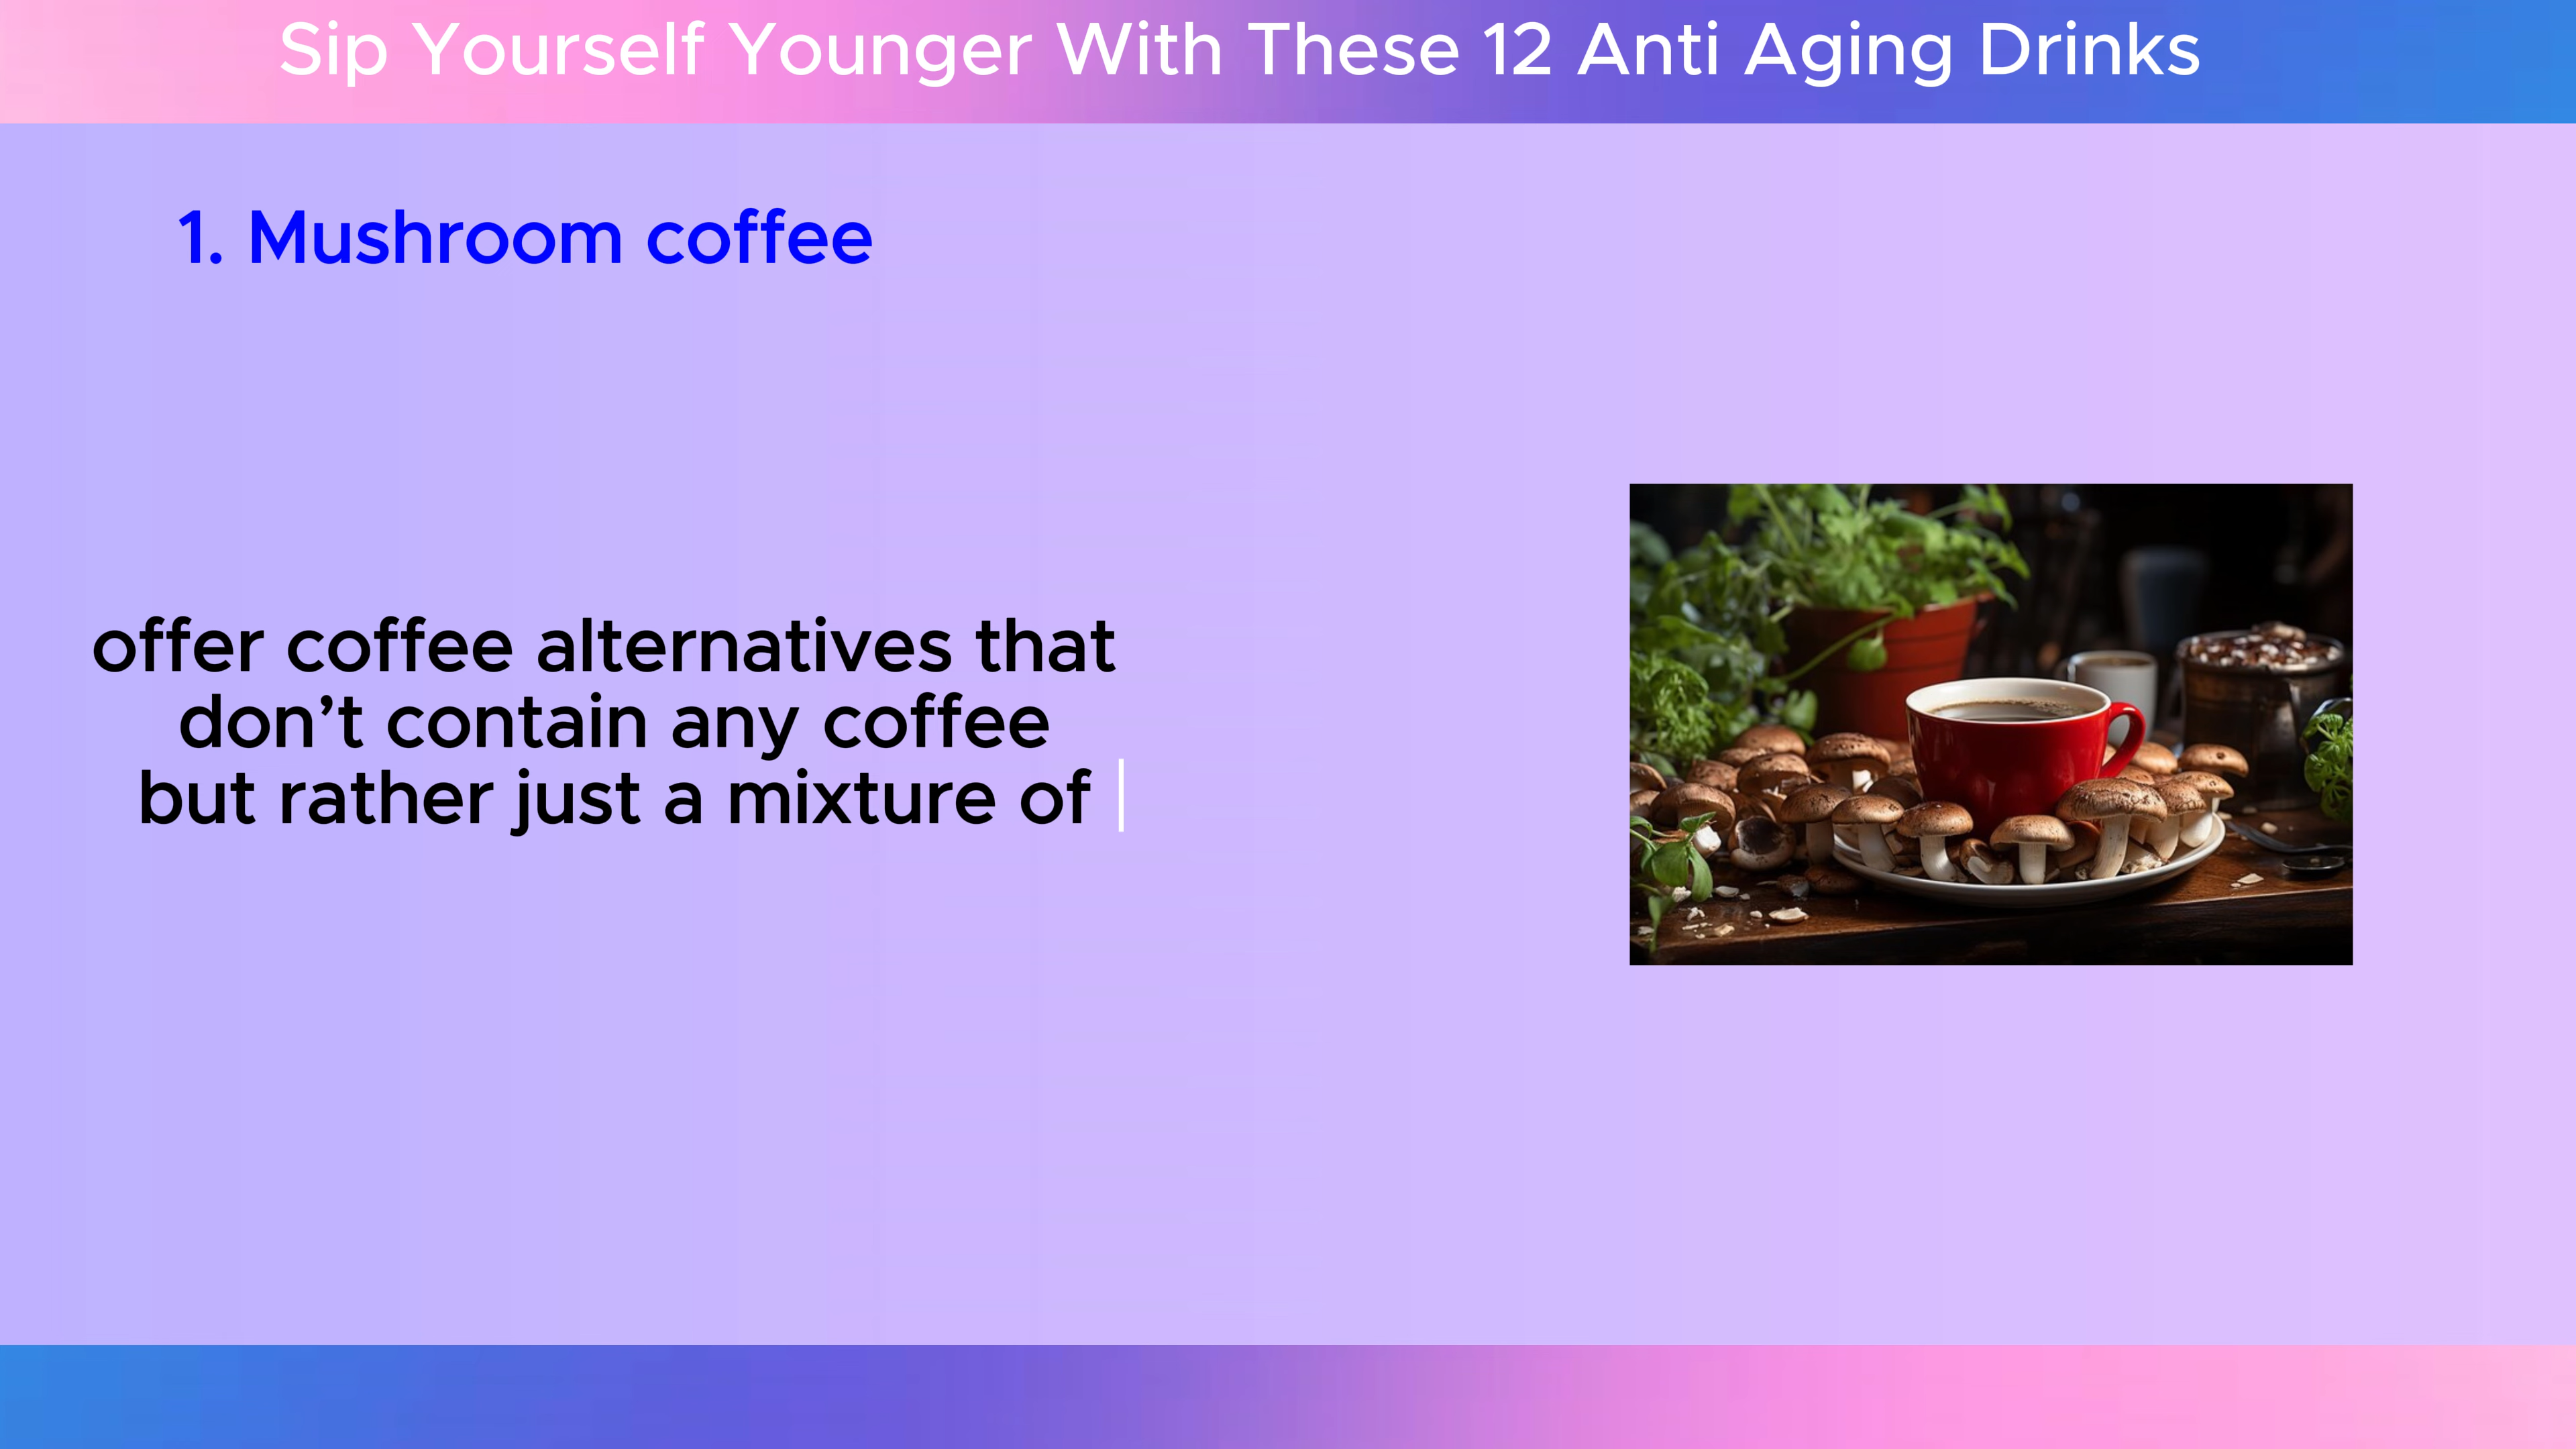 Sip Yourself Younger With These 12 Anti Aging Drinks
1. Mushroom coffee
offer coffee alternatives that
don’t contain any coffee
but rather just a mixture of